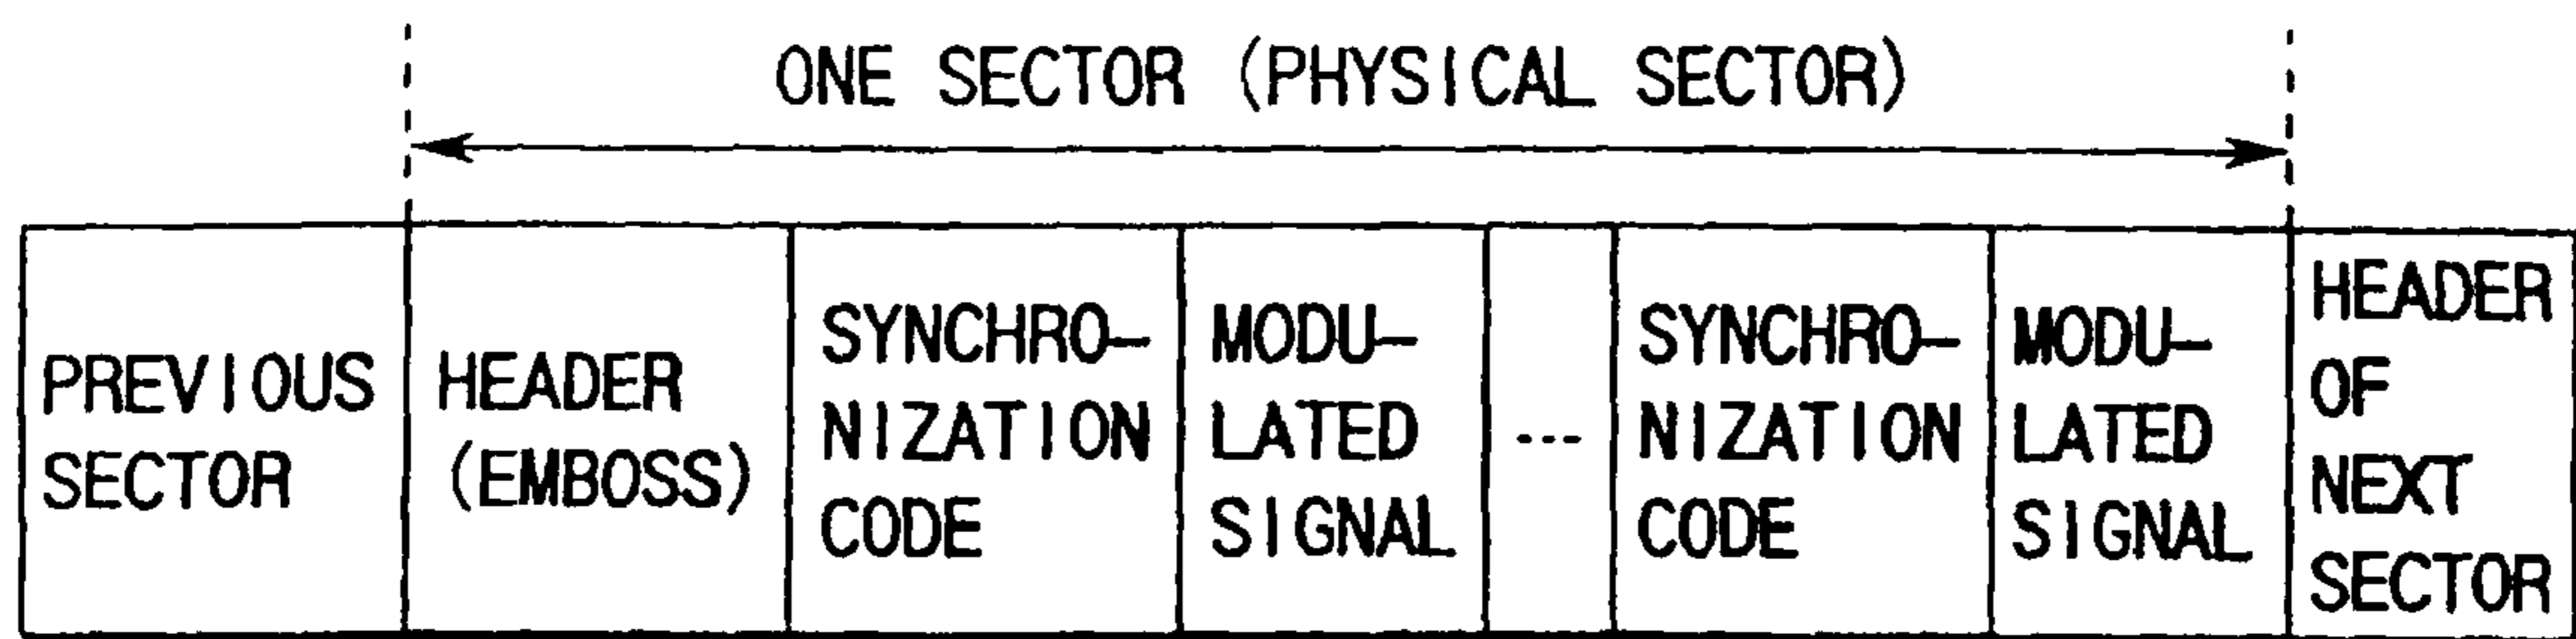 ONE SECTOR (PHYSICAL SECTOR)
PREVIOUS
SECTOR
HEADER
(EMBOSS)
SYNCHRO-
NIZATION
CODE
MODU-
LATED
SIGNAL
---
SYNCHRO-
NIZATION
CODE
MODU-
LATED
SIGNAL
HEADER
OF
NEXT
SECTOR